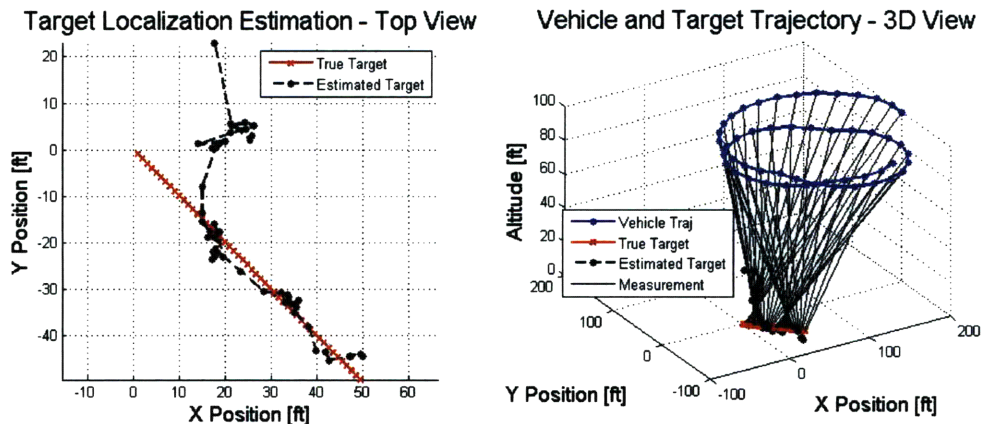 Target Localization Estimation - Top View
True Target
Estimated Target
20
10
0
-10
-20
-30
-40
Y Position [ft]
-10
0
10
20
30
40
50
60
X Position [ft]
Vehicle and Target Trajectory - 3D View
100
80
60
40
20
0
Altitude [ft]
Vehicle Traj
True Target
Estimated Target
Measurement
200
100
0
-100
Y Position [ft]
-100
0
100
200
X Position [ft]